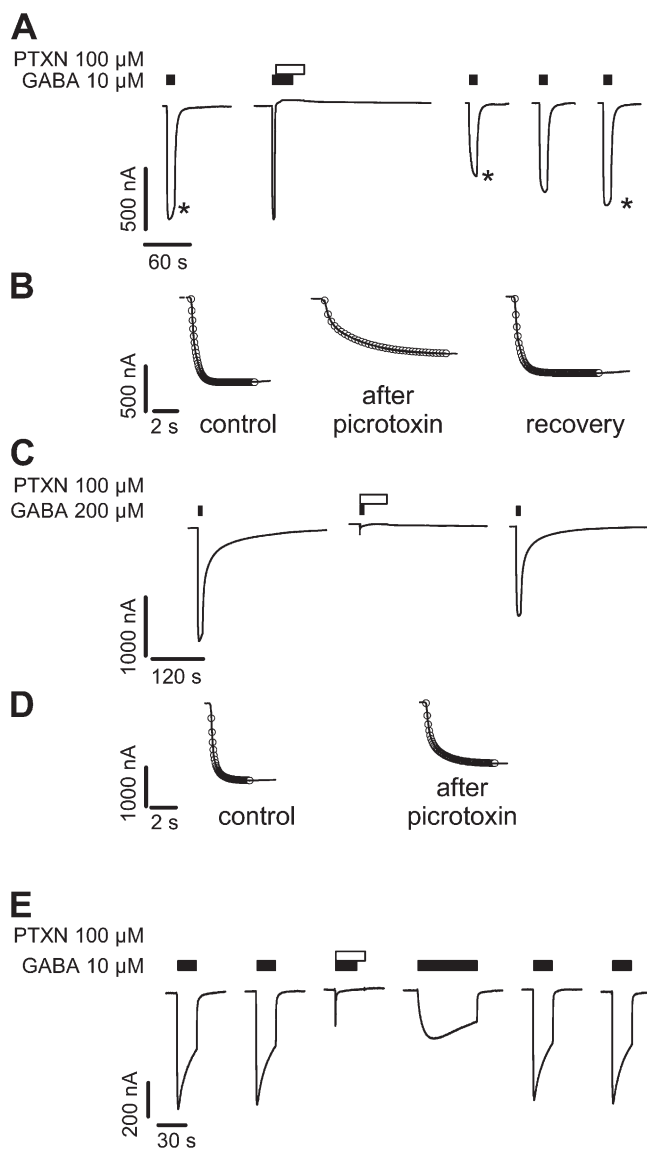 A
PTXN 100 µM
GABA 10 µM
*
*
*
500 nA
60 s
B
500 nA
2 s
control
after
picrotoxin
recovery
C
PTXN 100 µM
GABA 200 µM
1000 nA
120 s
D
1000 nA
2 s
control
after
picrotoxin
E
PTXN 100 µM
GABA 10 µM
200 nA
30 s